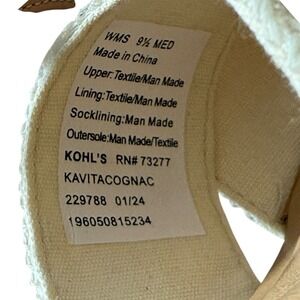 WMS 9½ MED
Made in China
Upper:Textile/Man Made
Lining:Textile/Man Made
Socklining:Man Made
Outersole:Man Made/Textile
KOHL'S RN# 73277
KAVITACOGNAC
229788 01/24
196050815234